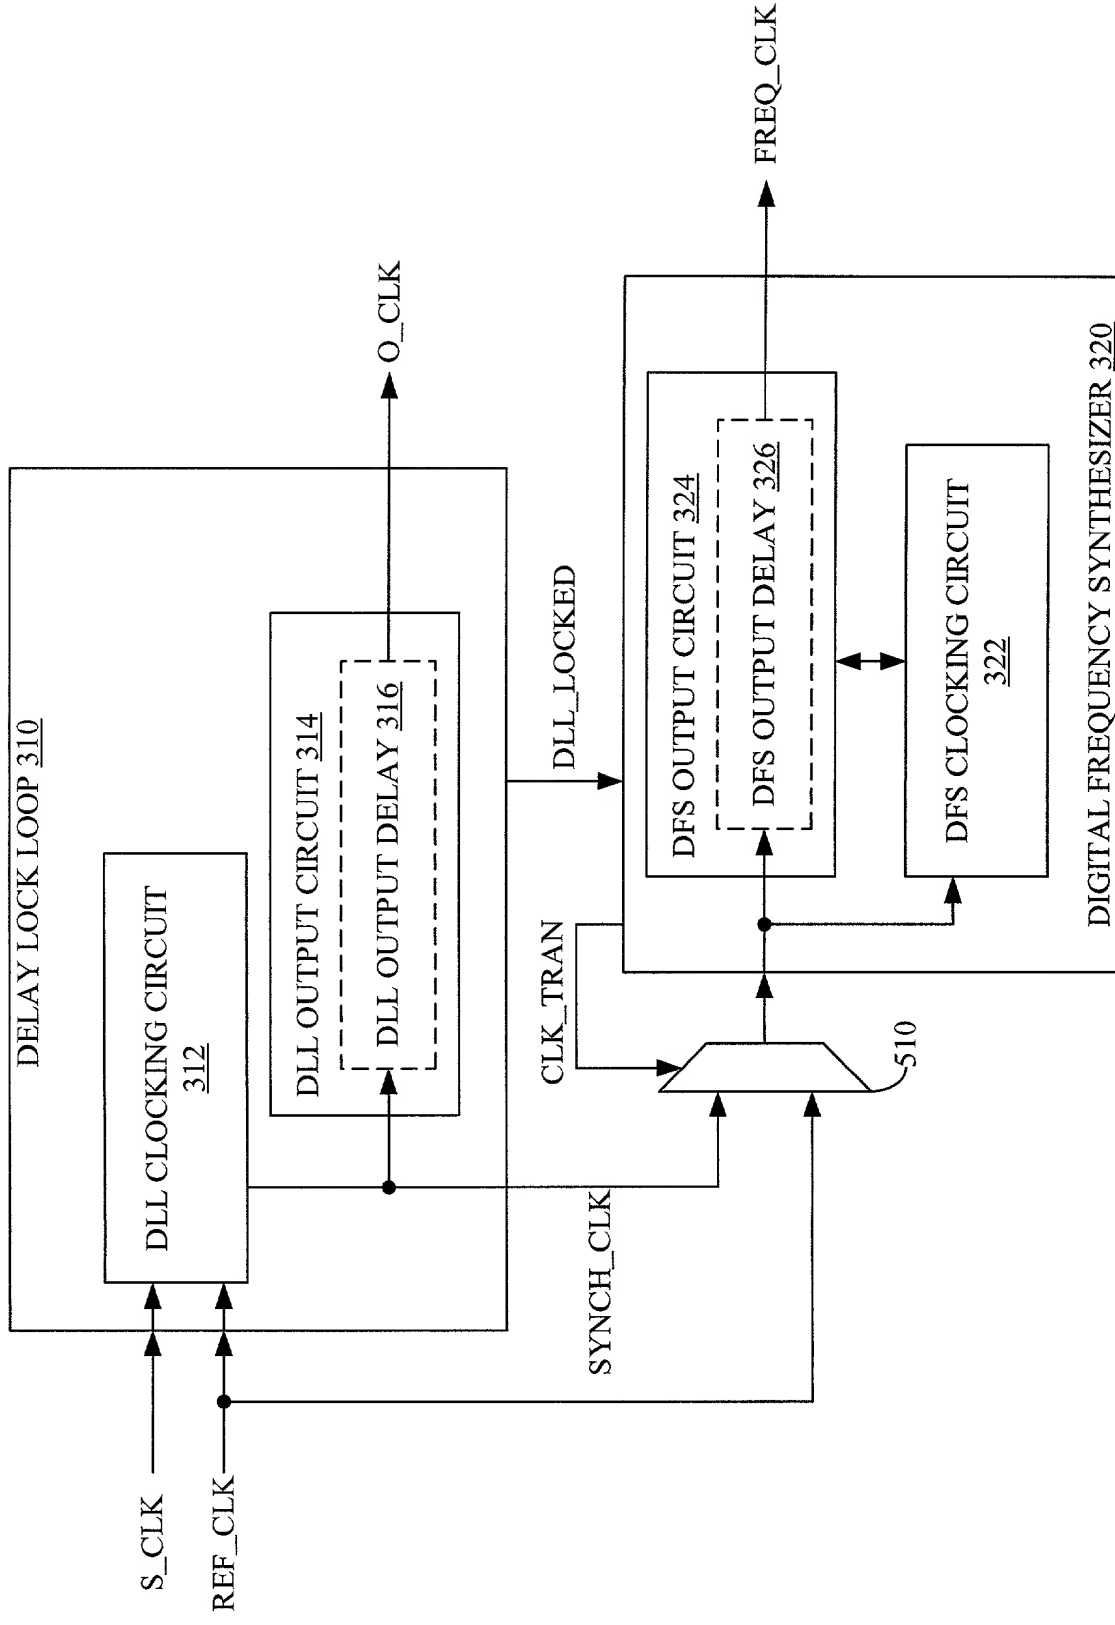 DELAY LOCK LOOP 310
S_CLK
REF_CLK
DLL CLOCKING CIRCUIT
312
DLL OUTPUT CIRCUIT 314
DLL OUTPUT DELAY 316
O_CLK
SYNCH_CLK
CLK_TRAN
DLL_LOCKED
510
DFS OUTPUT CIRCUIT 324
DFS OUTPUT DELAY 326
FREQ_CLK
DFS CLOCKING CIRCUIT
322
DIGITAL FREQUENCY SYNTHESIZER 320